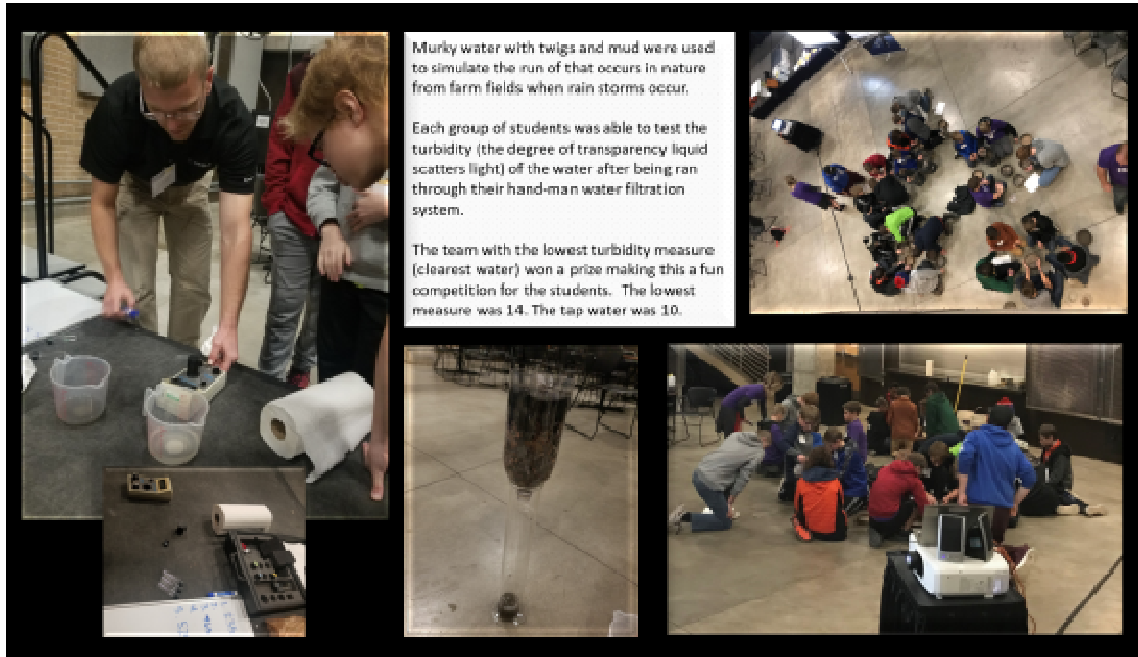 Murky water with twigs and mud were used
to simulate the run of that occurs in nature
from farm fields when rain storms occur.
Each group of students was able to test the
turbidity (the degree of transparency liquid
scatters light) of the water after being ran
through their hand-man water filtration
system.
The team with the lowest turbidity measure
(clearest water) won a prize making this a fun
competition for the students.  The lowest
measure was 14. The tap water was 10.